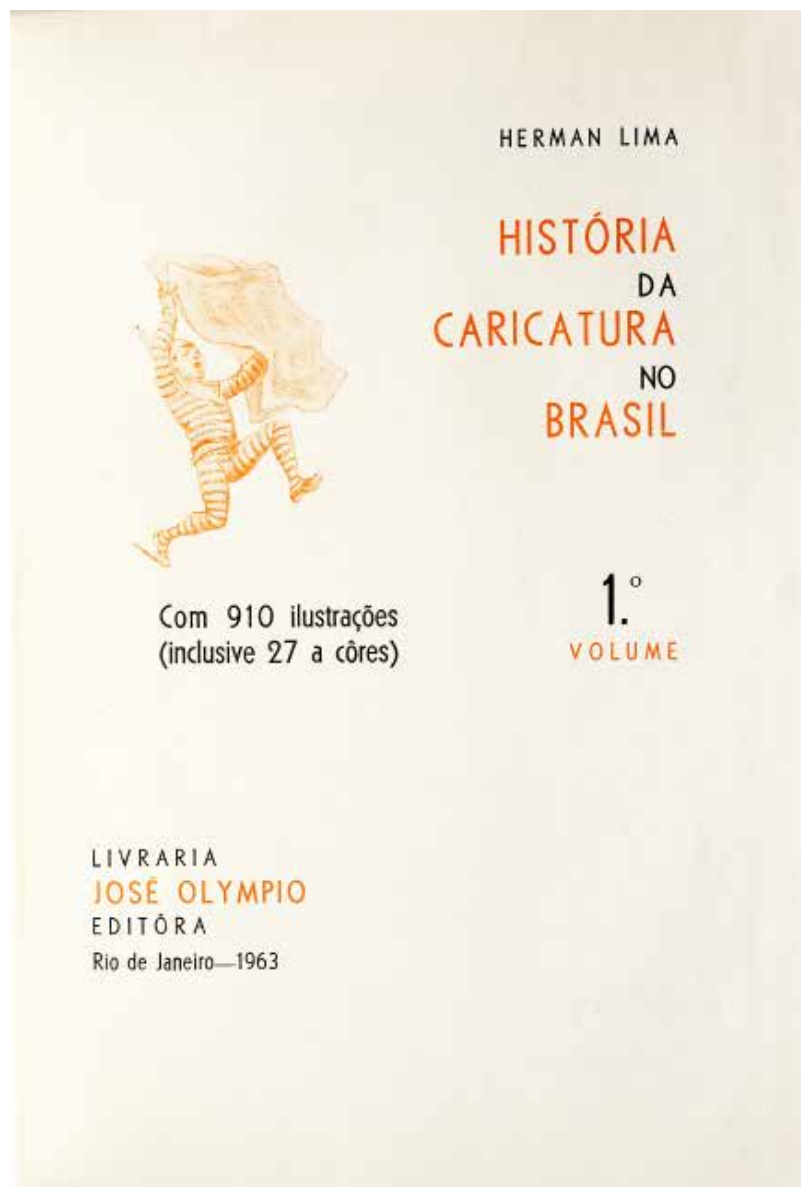 HERMAN LIMA
HISTÓRIA
DA
CARICATURA
NO
BRASIL
Com 910 ilustrações
(inclusive 27 a côres)
1.º
VOLUME
LIVRARIA
JOSÉ OLYMPIO
EDITÔRA
Rio de Janeiro—1963